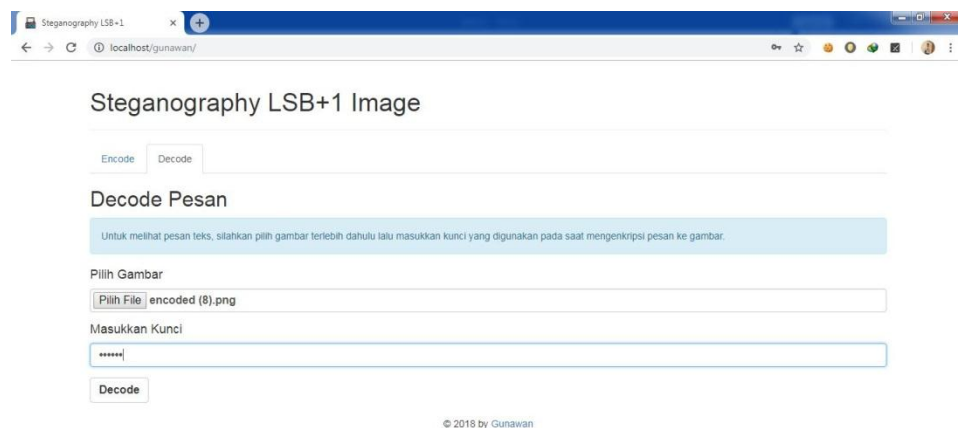 Steganography LSB+1
localhost/gunawan/
Steganography LSB+1 Image
Encode Decode
Decode Pesan
Untuk melihat pesan teks, silahkan pilih gambar terlebih dahulu lalu masukkan kunci yang digunakan pada saat mengenkripsi pesan ke gambar.
Pilih Gambar
Pilih File encoded (8).png
Masukkan Kunci
••••••
Decode
© 2018 by Gunawan